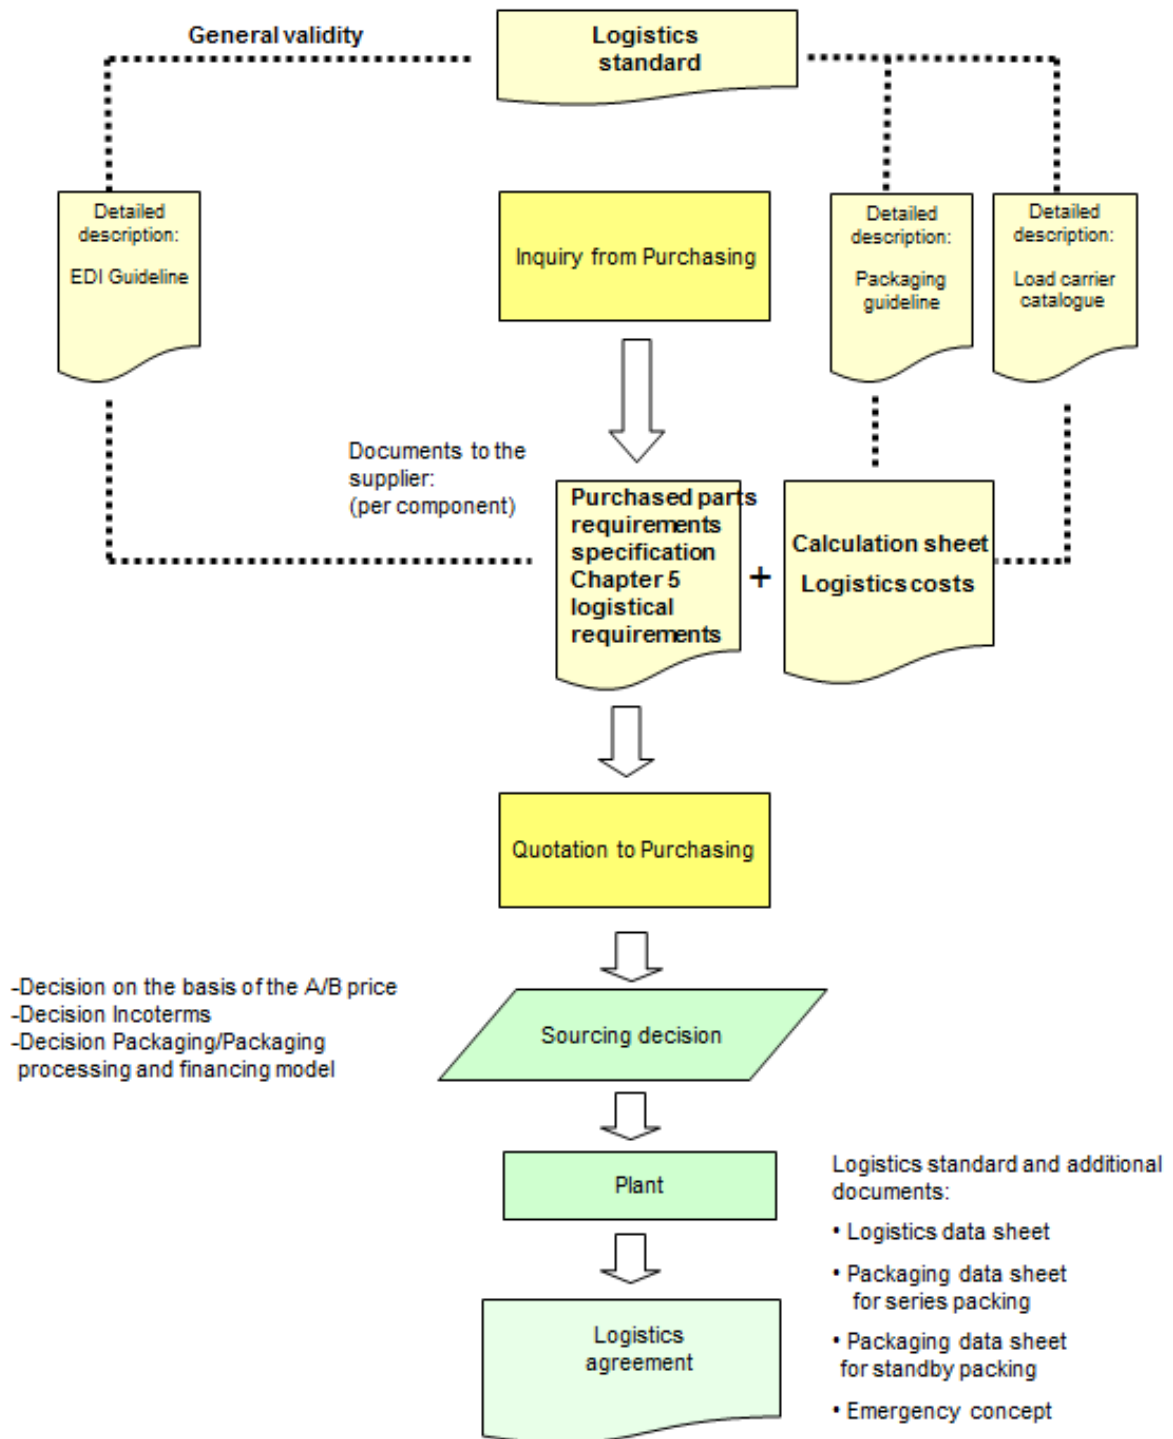 General validity
Logistics
standard
Detailed
description:
EDI Guideline
Inquiry from Purchasing
Detailed
description:
Packaging
guideline
Detailed
description:
Load carrier
catalogue
Documents to the
supplier:
(per component)
Purchased parts
requirements
specification
Chapter 5
logistical
requirements
+
Calculation sheet
Logistics costs
Quotation to Purchasing
-Decision on the basis of the A/B price
-Decision Incoterms
-Decision Packaging/Packaging
processing and financing model
Sourcing decision
Plant
Logistics standard and additional
documents:
• Logistics data sheet
• Packaging data sheet
for series packing
• Packaging data sheet
for standby packing
• Emergency concept
Logistics
agreement